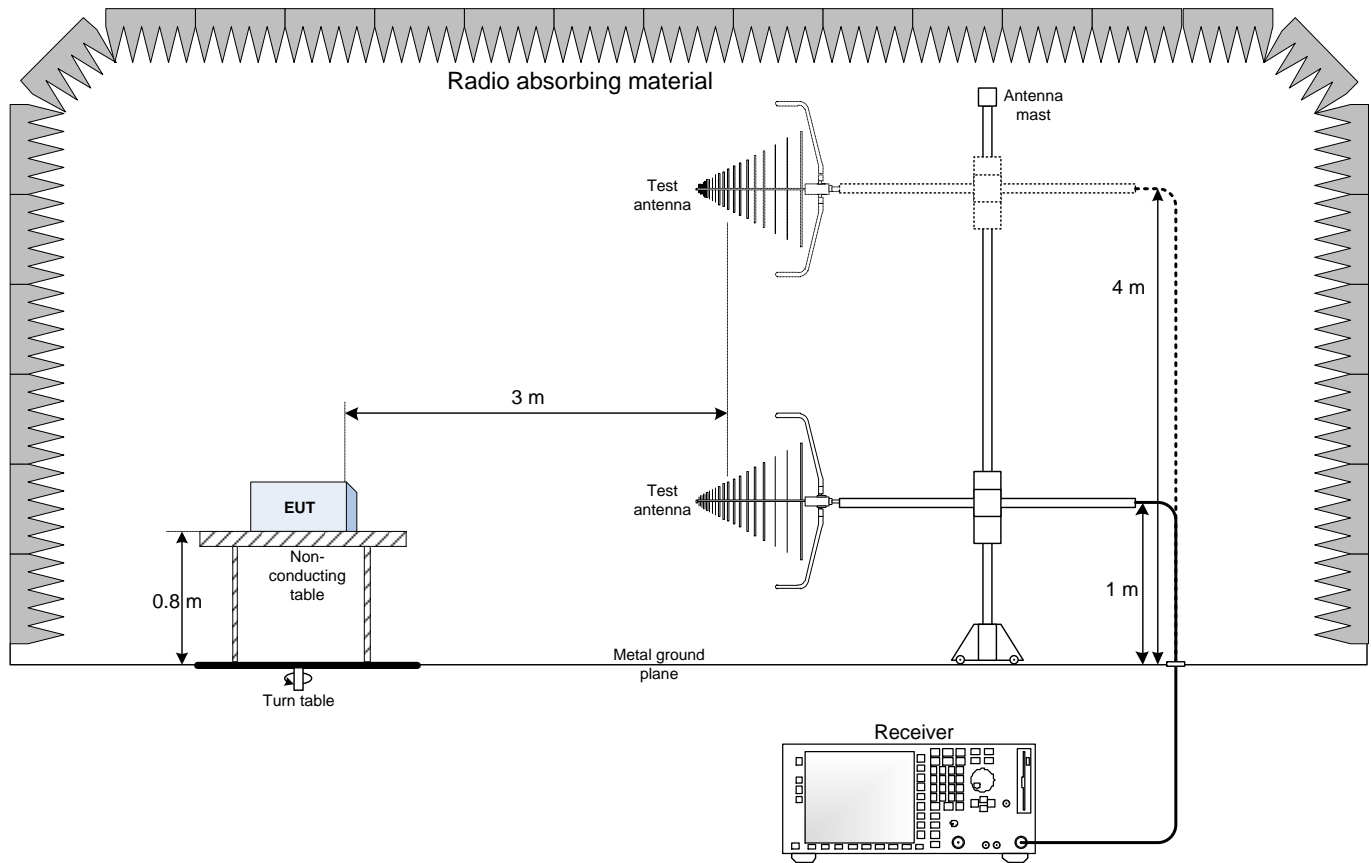 Radio absorbing material
Antenna
mast
Test
antenna
4 m
3 m
Test
antenna
EUT
Non-
conducting
table
0.8 m
1 m
Metal ground
plane
Turn table
Receiver